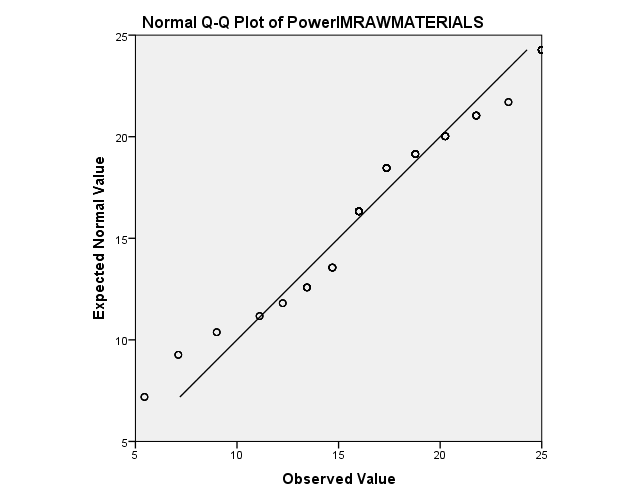 Normal Q-Q Plot of PowerIMRAWMATERIALS
Expected Normal Value
25
20
15
10
5
5 10 15 20 25
Observed Value